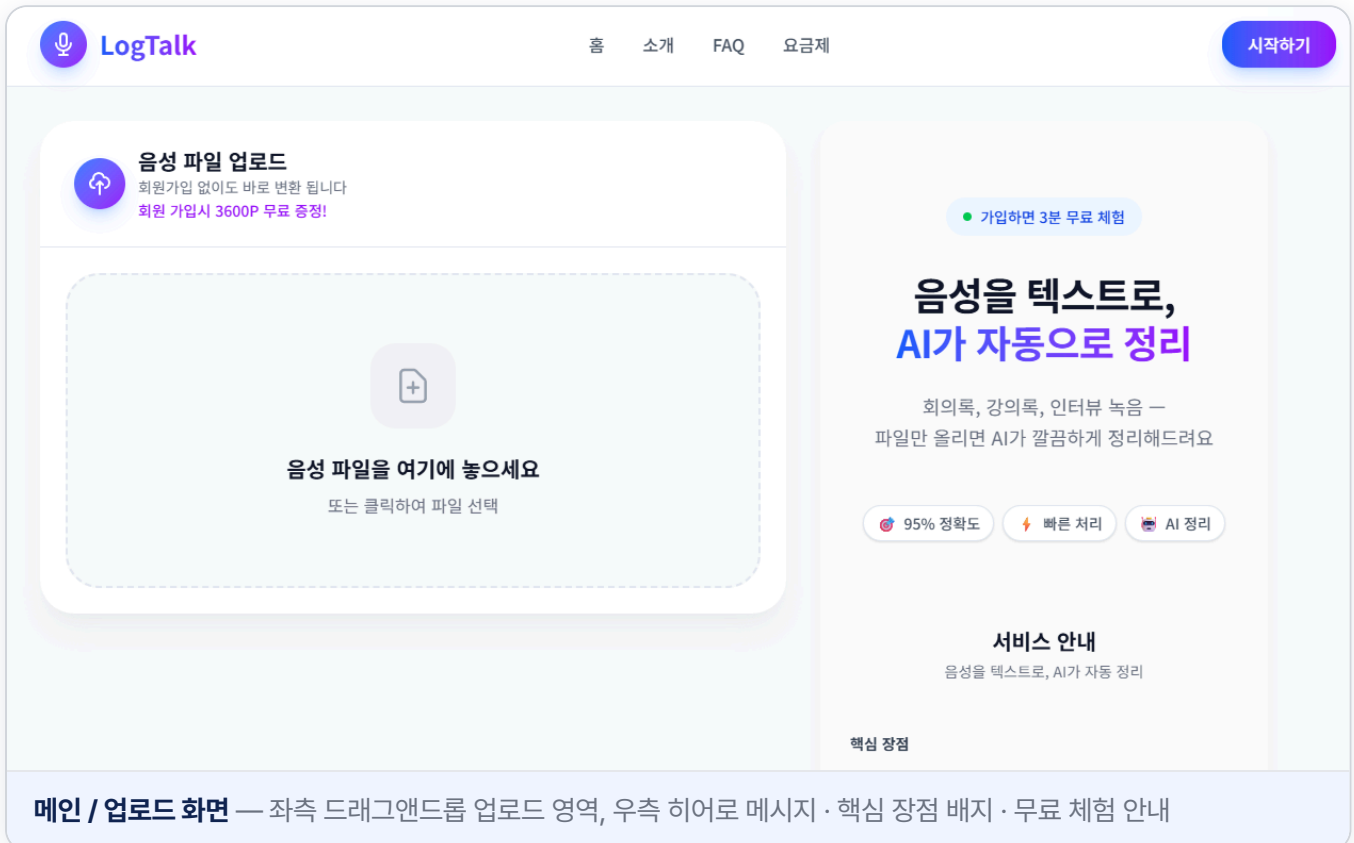 LogTalk
홈 소개 FAQ 요금제
시작하기
음성 파일 업로드
회원가입 없이도 바로 변환 됩니다
회원 가입시 3600P 무료 증정!
음성 파일을 여기에 놓으세요
또는 클릭하여 파일 선택
가입하면 3분 무료 체험
음성을 텍스트로,
AI가 자동으로 정리
회의록, 강의록, 인터뷰 녹음 —
파일만 올리면 AI가 깔끔하게 정리해드려요
95% 정확도 빠른 처리 AI 정리
서비스 안내
음성을 텍스트로, AI가 자동 정리
핵심 장점
메인 / 업로드 화면 — 좌측 드래그앤드롭 업로드 영역, 우측 히어로 메시지 · 핵심 장점 배지 · 무료 체험 안내